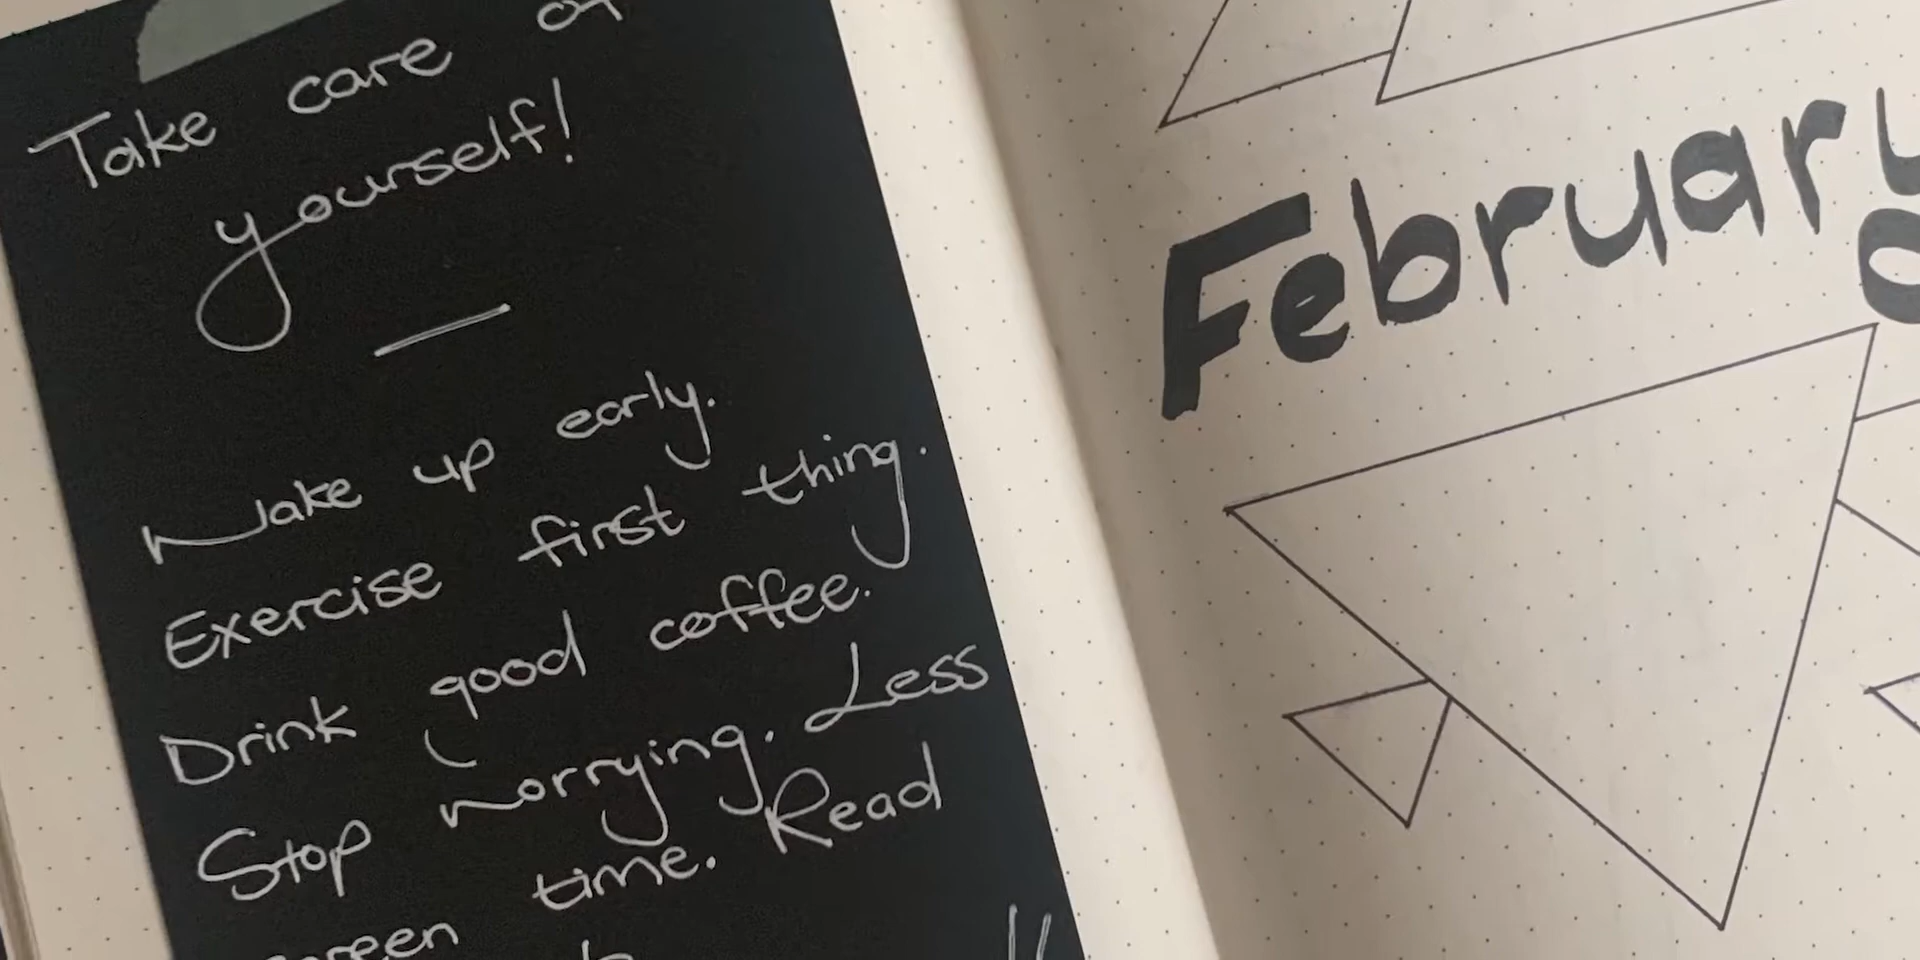 Take care of
yourself!
Wake up early.
Exercise first thing.
Drink good coffee.
Stop worrying. Less
screen time. Read
February